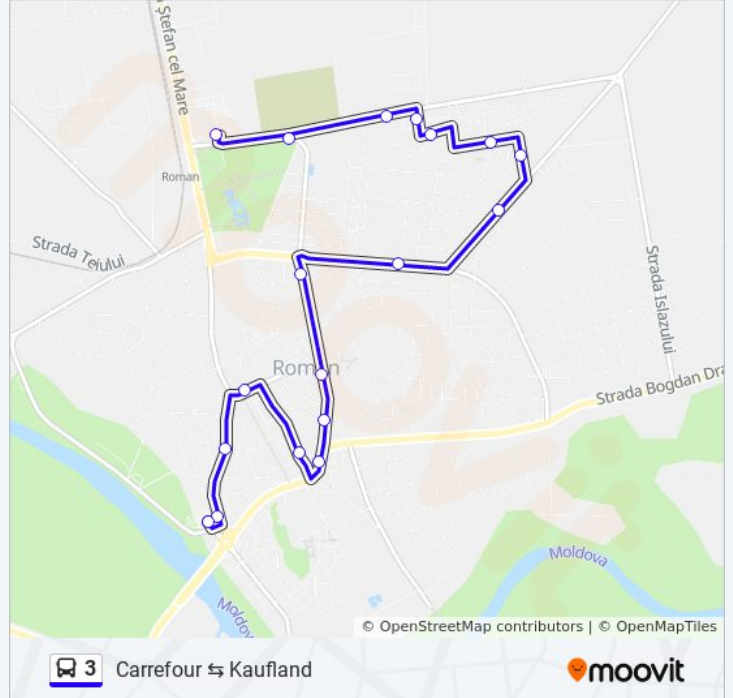 Ștefan cel Mare
Roman
Strada Teiului
Strada Islazului
Roman
Strada Bogdan Dra
Moldova
Moldov
© OpenStreetMap contributors | © OpenMapTiles
3 Carrefour ⇆ Kaufland
moovit